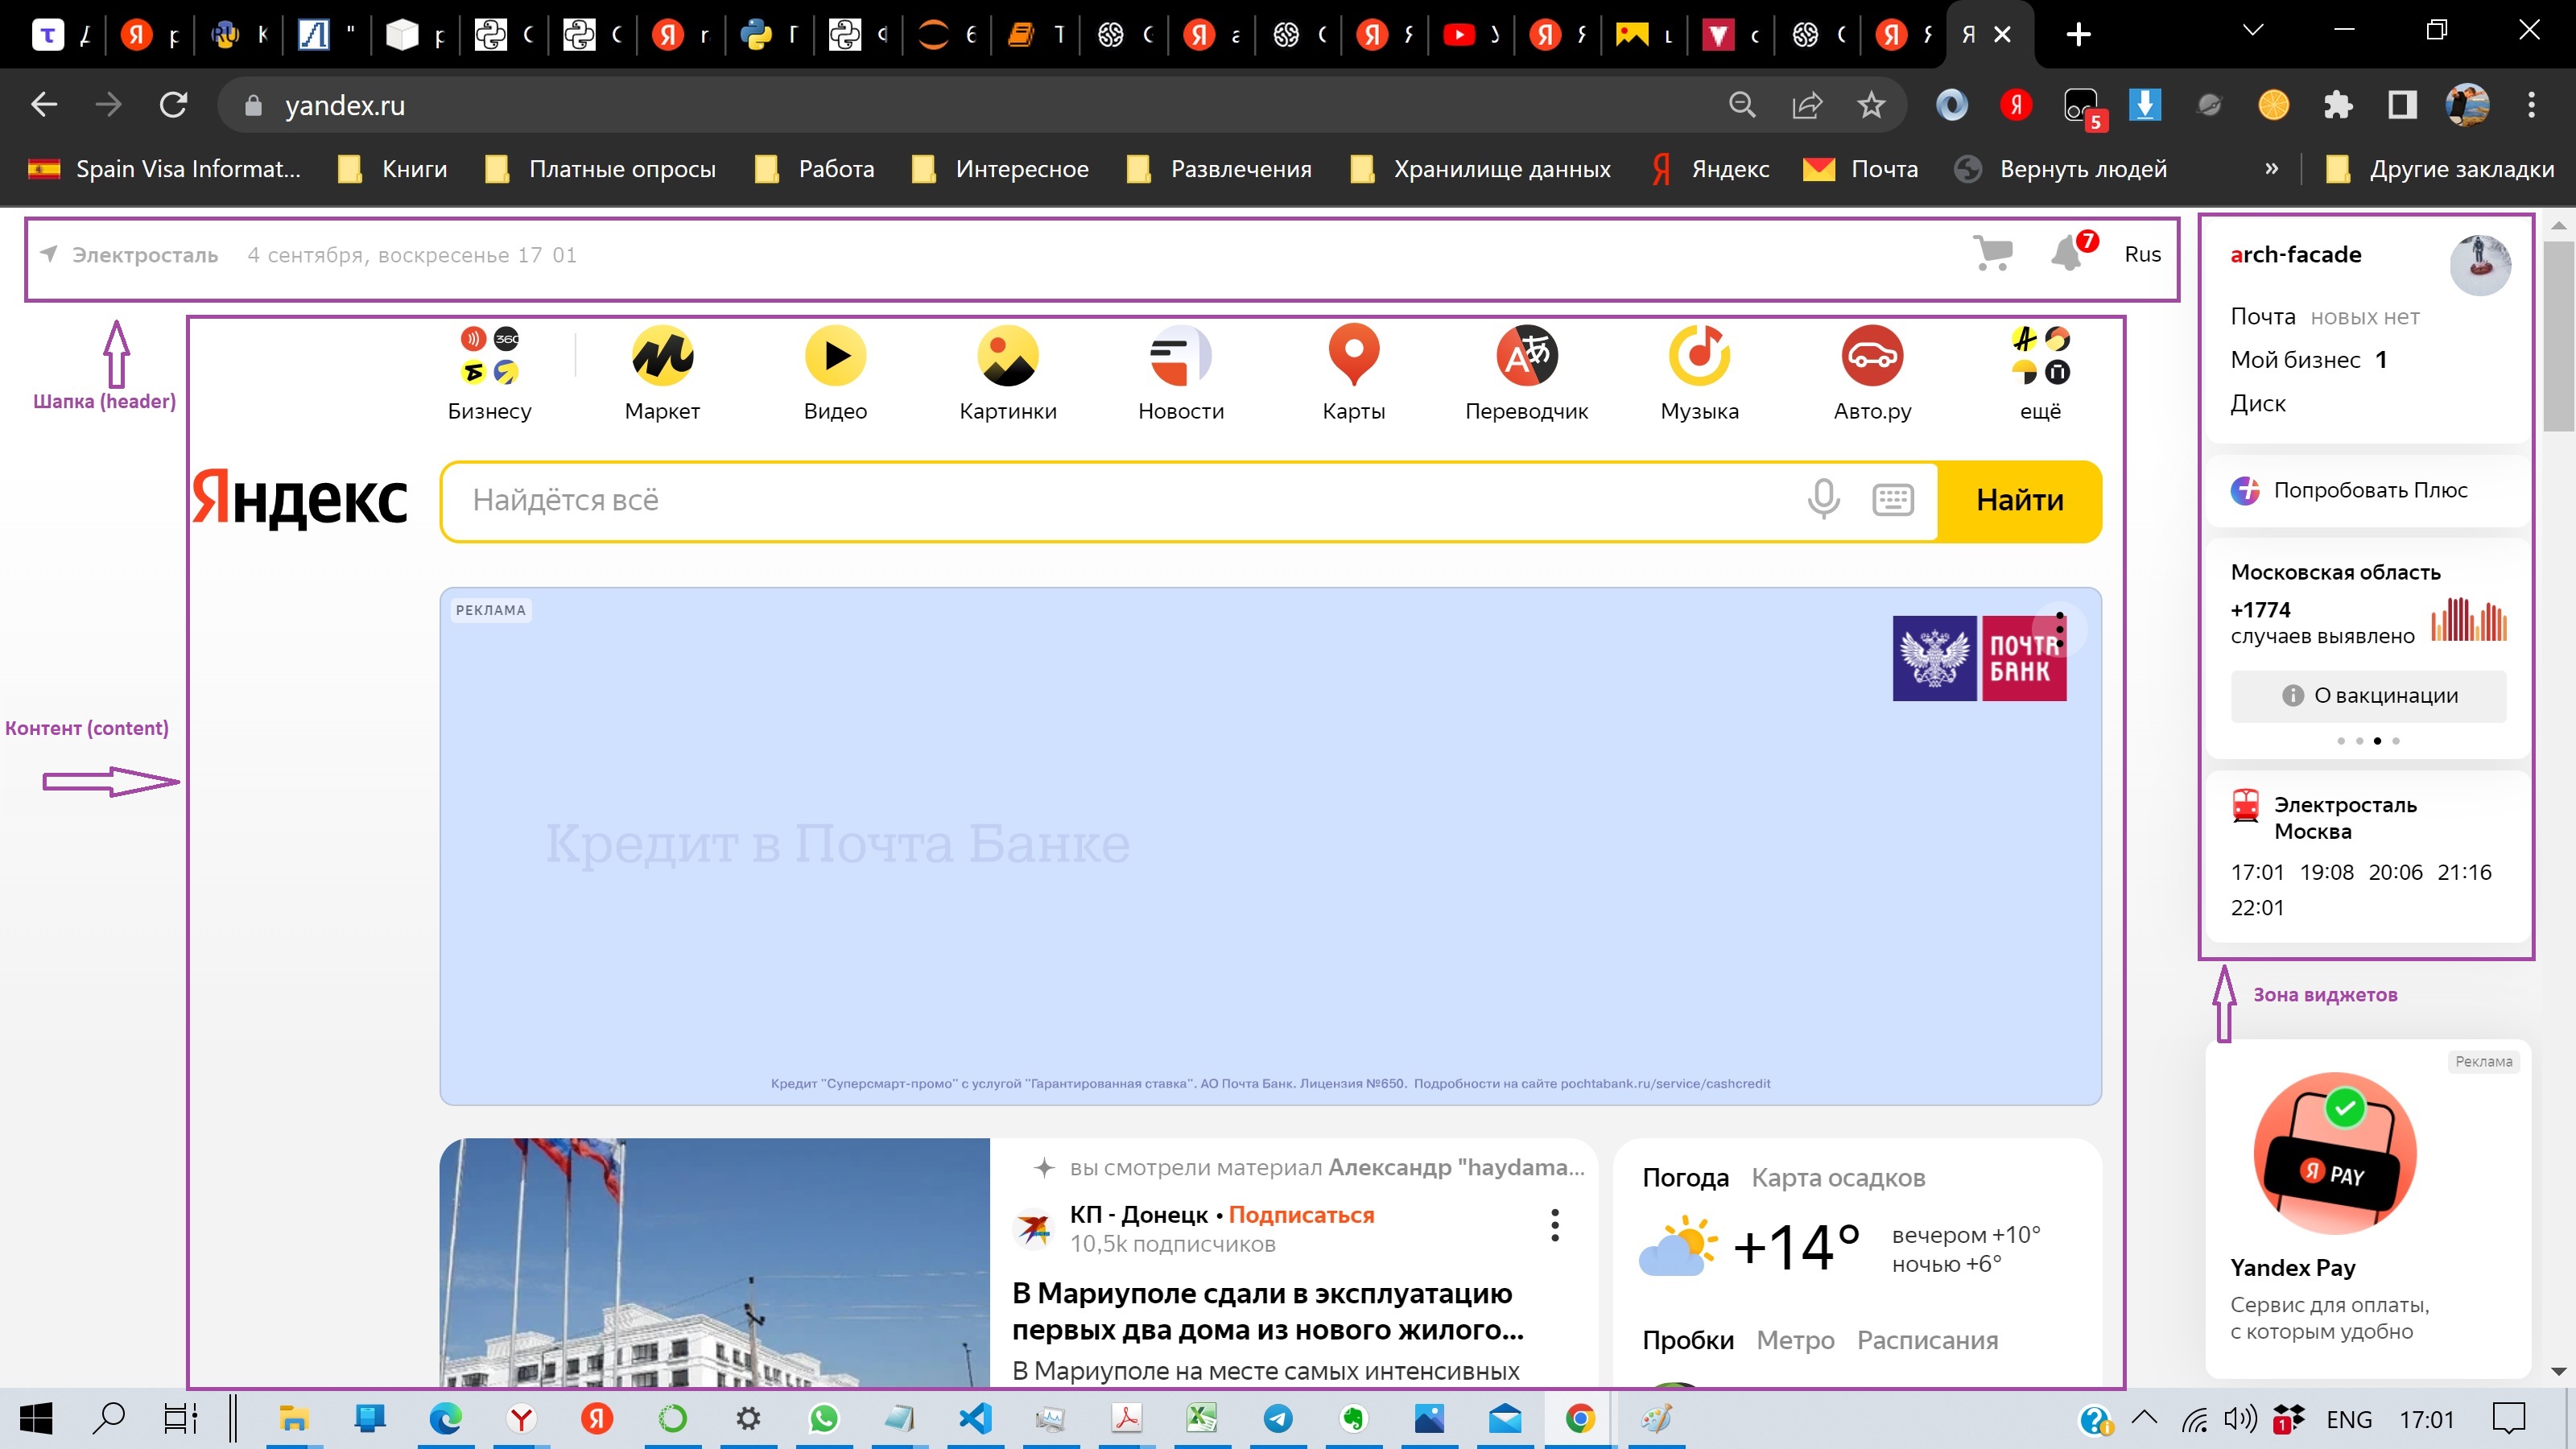 yandex.ru
5
Spain Visa Informat...
Книги
Платные опросы
Работа
Интересное
Развлечения
Хранилище данных
Яндекс
Почта
Вернуть людей
»
Другие закладки
Электросталь 4 сентября, воскресенье 17 01
7
Rus
Шапка (header)
Бизнесу
Маркет
Видео
Картинки
Новости
Карты
Переводчик
Музыка
Авто.ру
ещё
Яндекс
Найдётся всё
Найти
Контент (content)
РЕКЛАМА
ПОЧТА
БАНК
Кредит в Почта Банке
Кредит "Суперсмарт-промо" с услугой "Гарантированная ставка". АО Почта Банк. Лицензия №650. Подробности на сайте pochtabank.ru/service/cashcredit
вы смотрели материал Александр "haydama...
КП - Донецк • Подписаться
10,5k подписчиков
В Мариуполе сдали в эксплуатацию
первых два дома из нового жилого...
В Мариуполе на месте самых интенсивных
Погода Карта осадков
+14°
вечером +10°
ночью +6°
Пробки Метро Расписания
arch-facade
Почта новых нет
Мой бизнес 1
Диск
Попробовать Плюс
Московская область
+1774
случаев выявлено
О вакцинации
Электросталь
Москва
17:01 19:08 20:06 21:16
22:01
Зона виджетов
Реклама
Я PAY
Yandex Pay
Сервис для оплаты,
с которым удобно
ENG
17:01